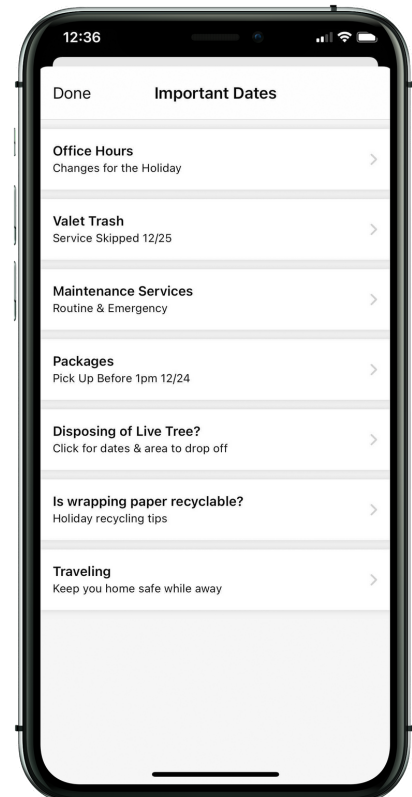 12:36
Done Important Dates
Office Hours
Changes for the Holiday
Valet Trash
Service Skipped 12/25
Maintenance Services
Routine & Emergency
Packages
Pick Up Before 1pm 12/24
Disposing of Live Tree?
Click for dates & area to drop off
Is wrapping paper recyclable?
Holiday recycling tips
Traveling
Keep you home safe while away